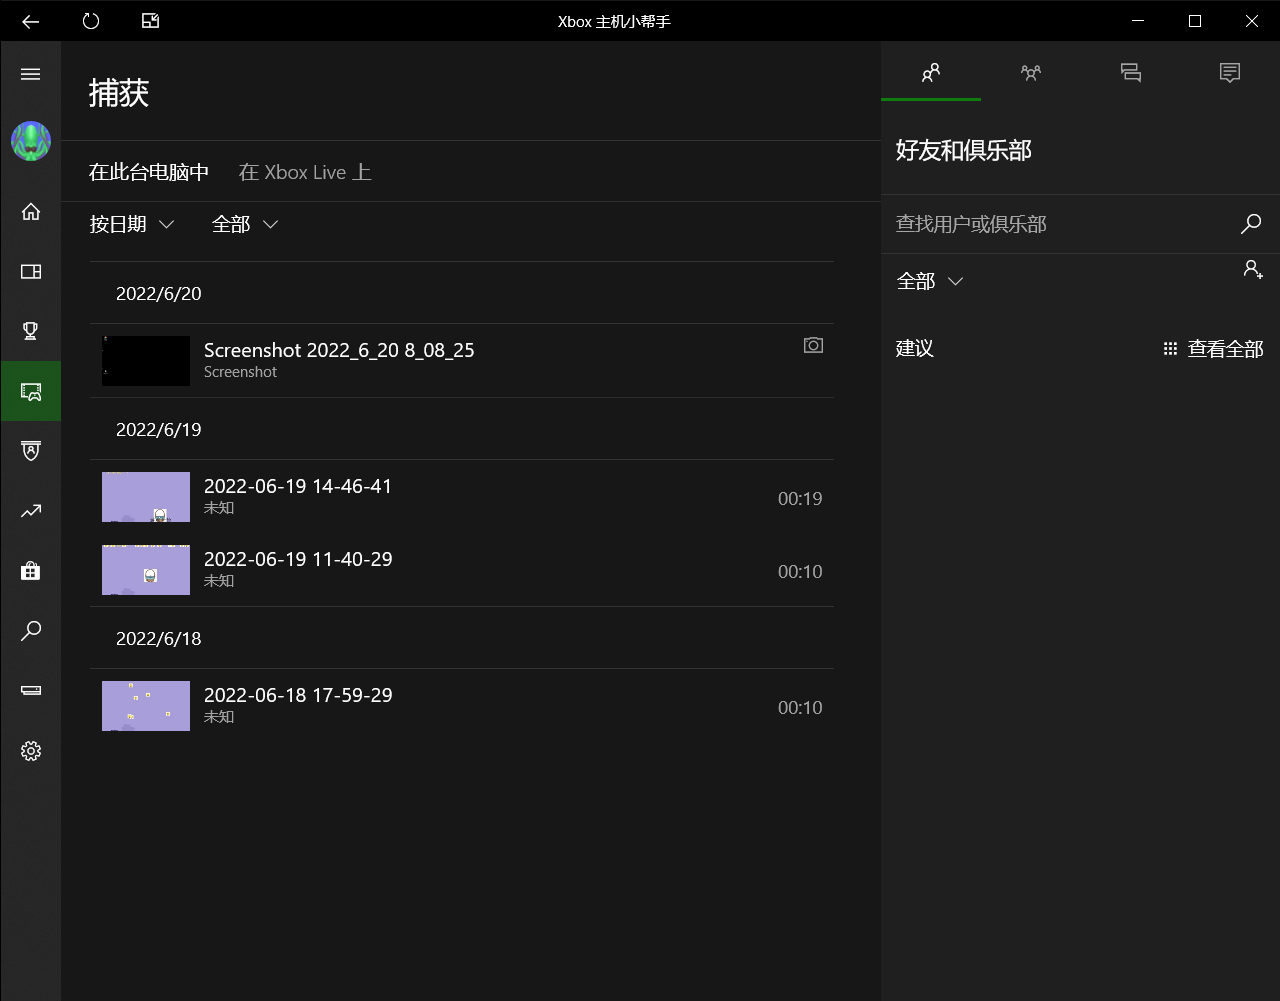 Xbox 主机小帮手
捕获
在此台电脑中 在 Xbox Live 上
按日期 全部
2022/6/20
Screenshot 2022_6_20 8_08_25
Screenshot
2022/6/19
2022-06-19 14-46-41
未知
00:19
2022-06-19 11-40-29
未知
00:10
2022/6/18
2022-06-18 17-59-29
未知
00:10
好友和俱乐部
查找用户或俱乐部
全部
建议 查看全部